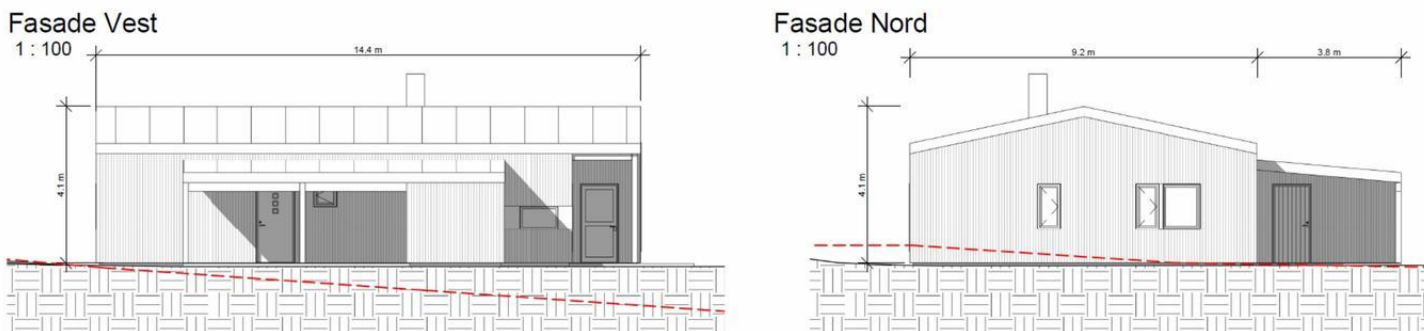 Fasade Vest
1 : 100
14.4 m
4.1 m
Fasade Nord
1 : 100
9.2 m
3.8 m
4.1 m